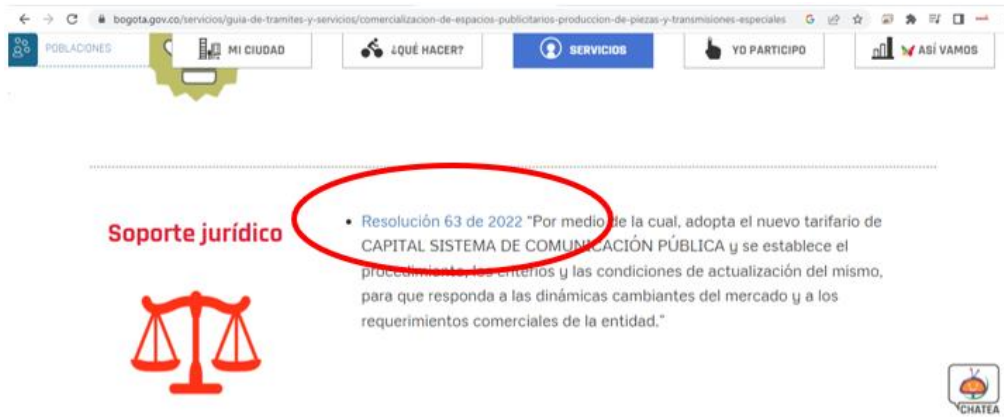 bogota.gov.co/servicios/guia-de-tramites-y-servicios/comercializacion-de-espacios-publicitarios-produccion-de-piezas-y-transmisiones-especiales
POBLACIONES
MI CIUDAD
¿QUÉ HACER?
SERVICIOS
YO PARTICIPO
ASÍ VAMOS
Soporte jurídico
• Resolución 63 de 2022 "Por medio de la cual, adopta el nuevo tarifario de
CAPITAL SISTEMA DE COMUNICACIÓN PÚBLICA y se establece el
procedimiento, los criterios y las condiciones de actualización del mismo,
para que responda a las dinámicas cambiantes del mercado y a los
requerimientos comerciales de la entidad."
CHATEA